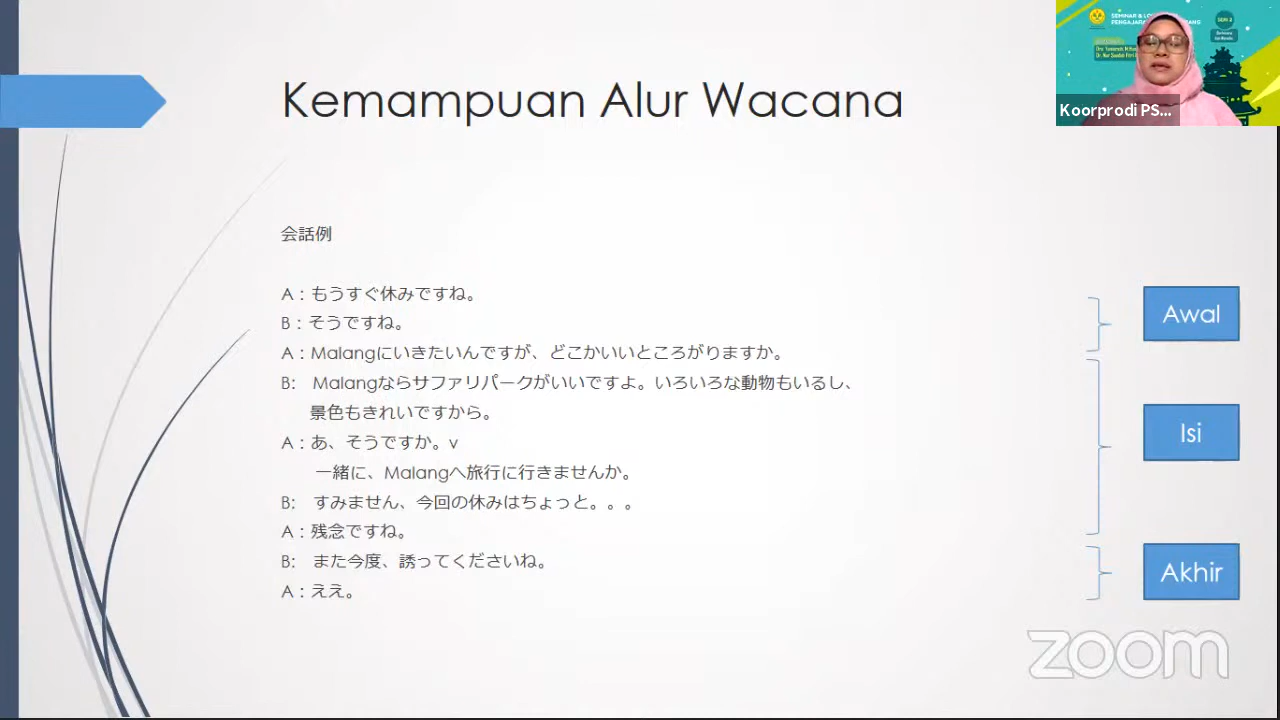 Kemampuan Alur Wacana
会話例
A：もうすぐ休みですね。
B：そうですね。
A：Malangにいきたいんですが、どこかいいところがりますか。
B:　Malangならサファリパークがいいですよ。いろいろな動物もいるし、
景色もきれいですから。
A：あ、そうですか。v
一緒に、Malangへ旅行に行きませんか。
B:　すみません、今回の休みはちょっと。。。
A：残念ですね。
B:　また今度、誘ってくださいね。
A：ええ。
Awal
Isi
Akhir
Koorprodi PS...
zoom